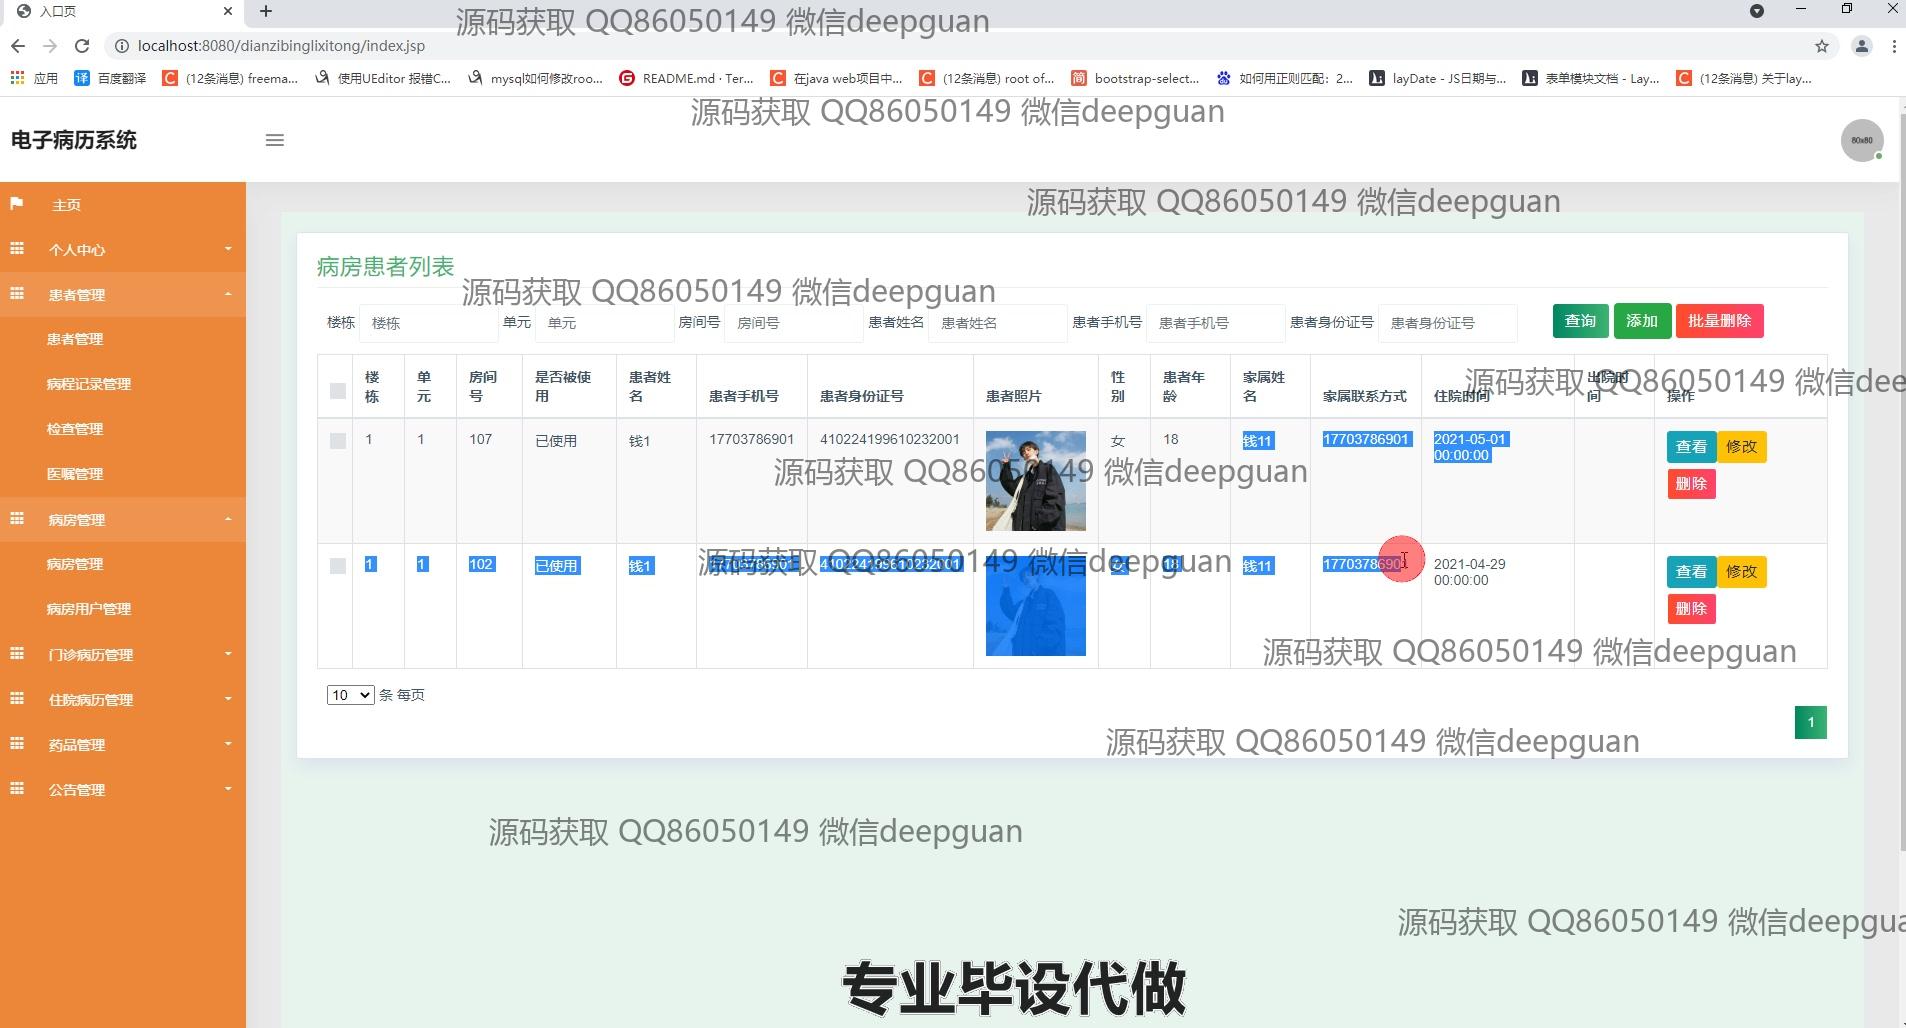 入口页
源码获取 QQ86050149 微信deepguan
localhost:8080/dianzibinglixitong/index.jsp
应用 译 百度翻译 (12条消息) freema... 使用UEditor 报错C... mysql如何修改roo... README.md · Ter... 在java web项目中... (12条消息) root of... 简 bootstrap-select... 如何用正则匹配：2... layDate - JS日期与... 表单模块文档 - Lay... (12条消息) 关于lay...
源码获取 QQ86050149 微信deepguan
电子病历系统
80x80
源码获取 QQ86050149 微信deepguan
主页
个人中心
患者管理
患者管理
病程记录管理
检查管理
医嘱管理
病房管理
病房管理
病房用户管理
门诊病历管理
住院病历管理
药品管理
公告管理
病房患者列表
源码获取 QQ86050149 微信deepguan
楼栋 楼栋 单元 单元 房间号 房间号 患者姓名 患者姓名 患者手机号 患者手机号 患者身份证号 患者身份证号 查询 添加 批量删除
楼栋 单元 房间号 是否被使用 患者姓名 患者手机号 患者身份证号 患者照片 性别 患者年龄 家属姓名 家属联系方式 住院时间 出院时间 操作
源码获取 QQ86050149 微信deepgue
1 1 107 已使用 钱1 17703786901 410224199610232001 女 18 钱11 17703786901 2021-05-01 00:00:00 查看 修改
删除
源码获取 QQ86050149 微信deepguan
1 1 102 已使用 钱1 17703786901 410224199610232001 女 18 钱11 17703786901 2021-04-29 00:00:00 查看 修改
删除
源码获取 QQ86050149 微信deepguan
源码获取 QQ86050149 微信deepguan
10 条 每页
1
源码获取 QQ86050149 微信deepguan
源码获取 QQ86050149 微信deepguan
源码获取 QQ86050149 微信deepgua
专业毕设代做